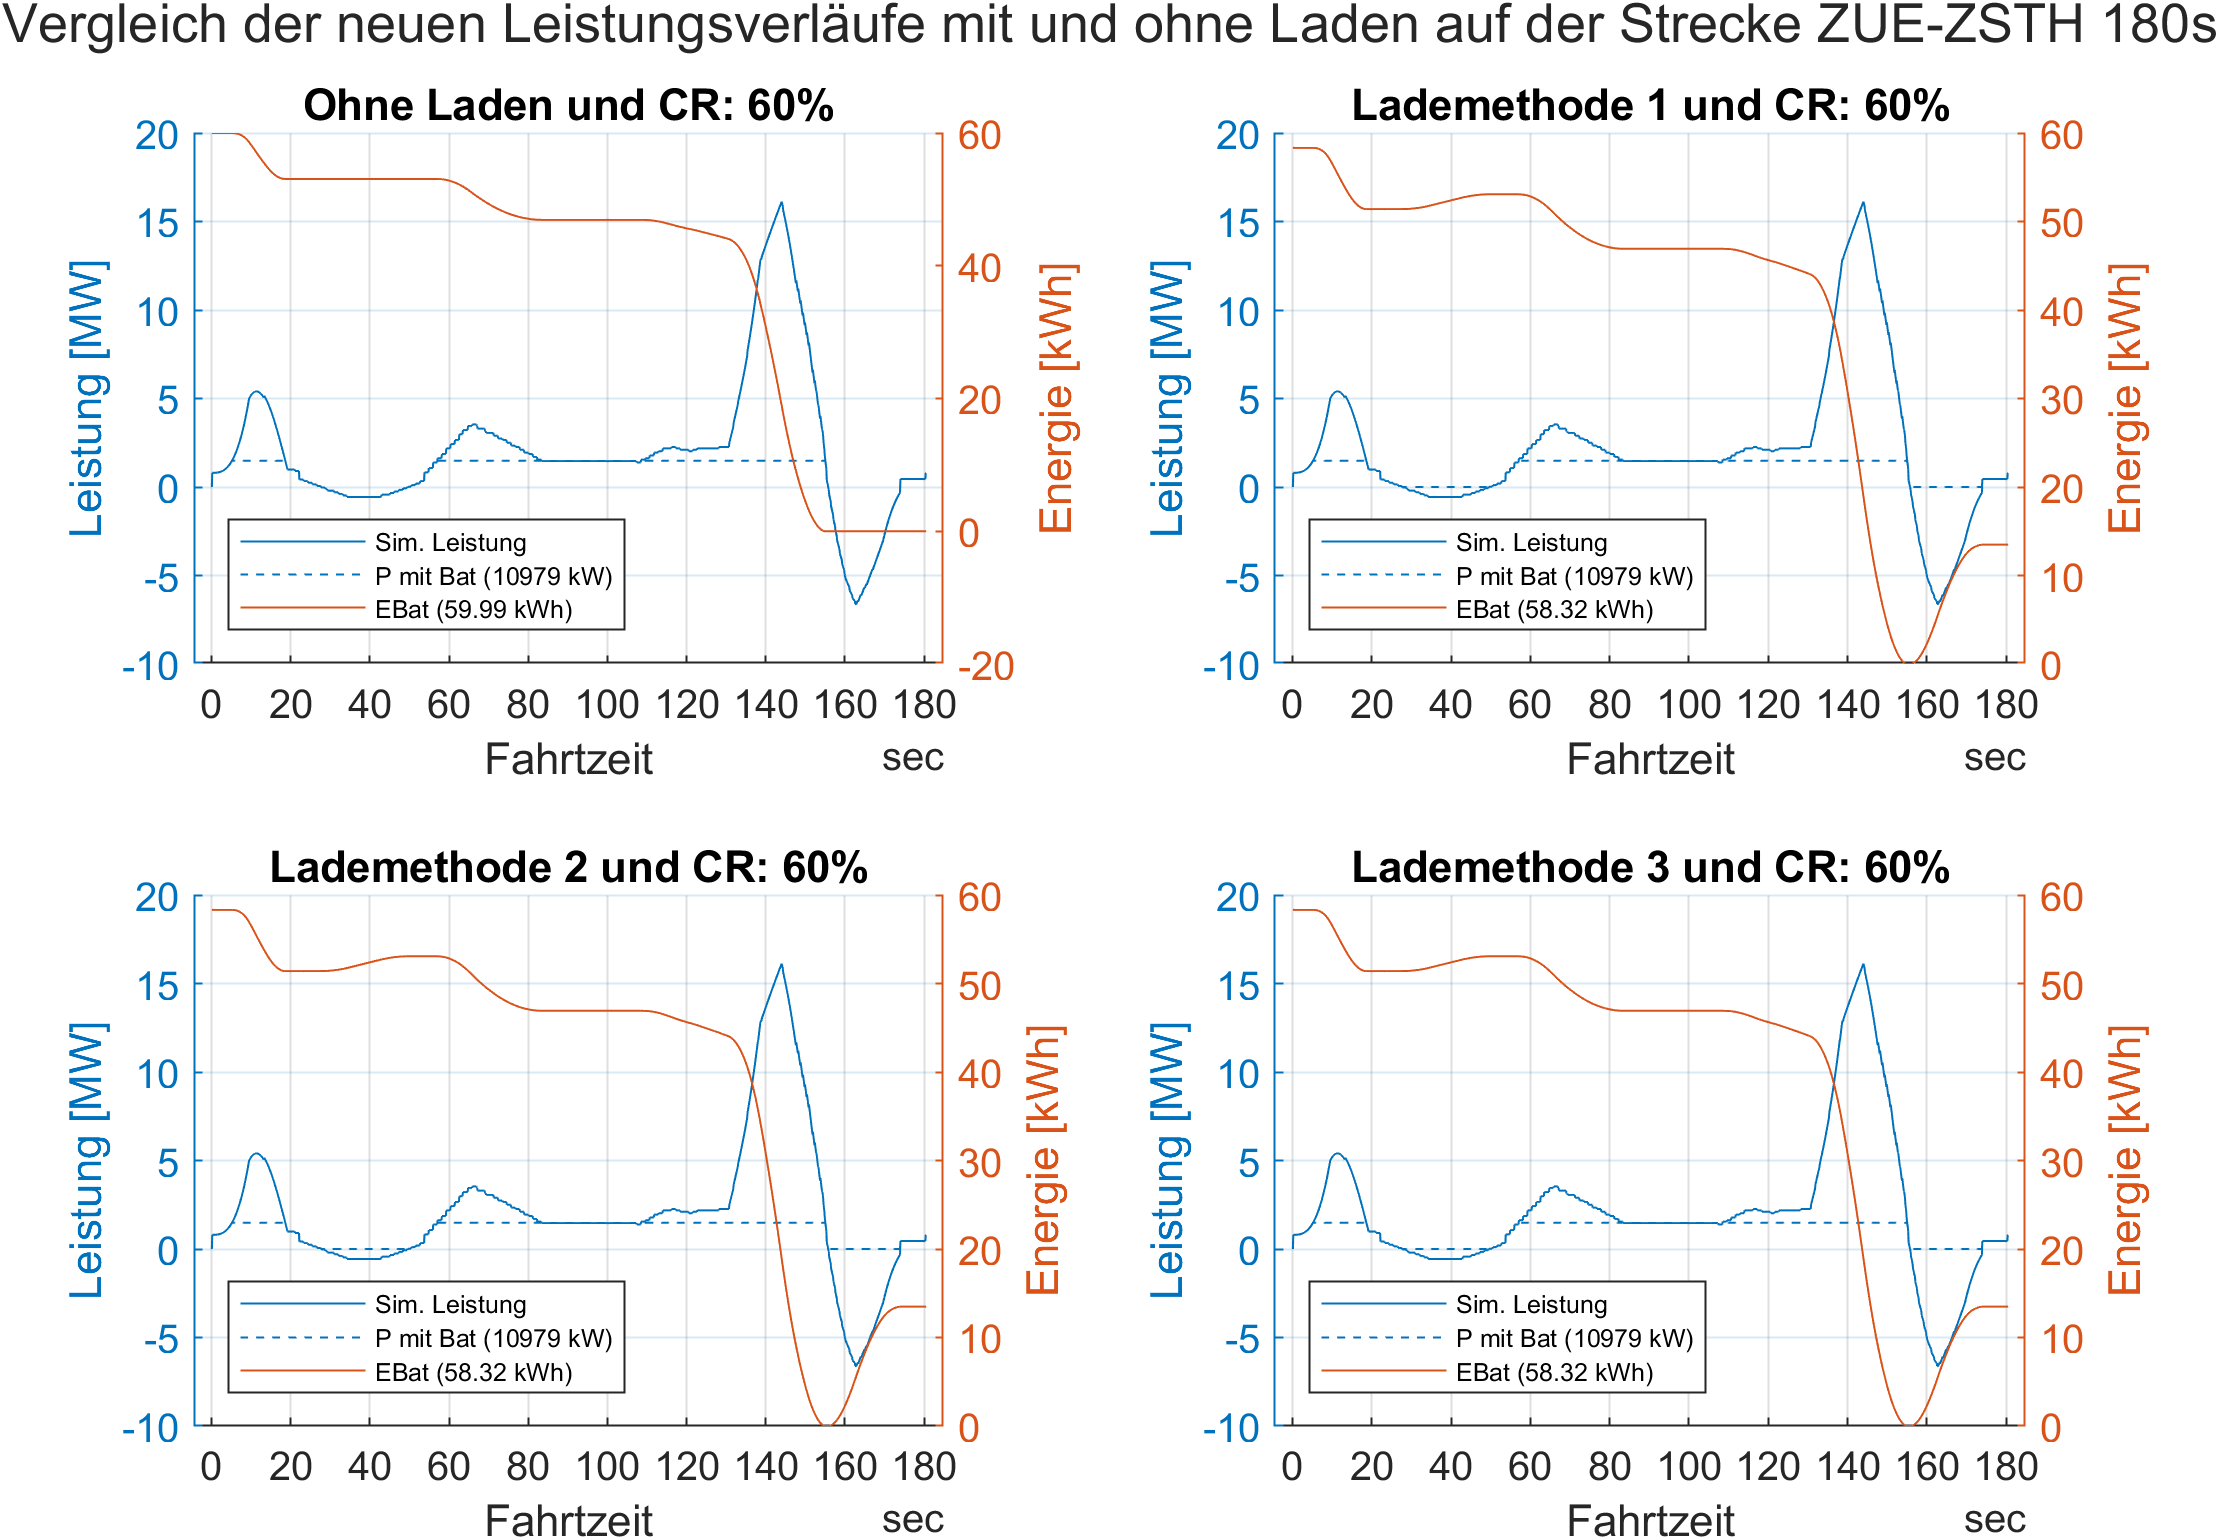 Vergleich der neuen Leistungsverläufe mit und ohne Laden auf der Strecke ZUE-ZSTH 180s
Ohne Laden und CR: 60%
20
15
10
5
0
-5
-10
Leistung [MW]
60
40
20
0
-20
Energie [kWh]
Sim. Leistung
P mit Bat (10979 kW)
EBat (59.99 kWh)
0 20 40 60 80 100 120 140 160 180
Fahrtzeit
sec
Lademethode 1 und CR: 60%
20
15
10
5
0
-5
-10
Leistung [MW]
60
50
40
30
20
10
0
Energie [kWh]
Sim. Leistung
P mit Bat (10979 kW)
EBat (58.32 kWh)
0 20 40 60 80 100 120 140 160 180
Fahrtzeit
sec
Lademethode 2 und CR: 60%
20
15
10
5
0
-5
-10
Leistung [MW]
60
50
40
30
20
10
0
Energie [kWh]
Sim. Leistung
P mit Bat (10979 kW)
EBat (58.32 kWh)
0 20 40 60 80 100 120 140 160 180
Fahrtzeit
sec
Lademethode 3 und CR: 60%
20
15
10
5
0
-5
-10
Leistung [MW]
60
50
40
30
20
10
0
Energie [kWh]
Sim. Leistung
P mit Bat (10979 kW)
EBat (58.32 kWh)
0 20 40 60 80 100 120 140 160 180
Fahrtzeit
sec